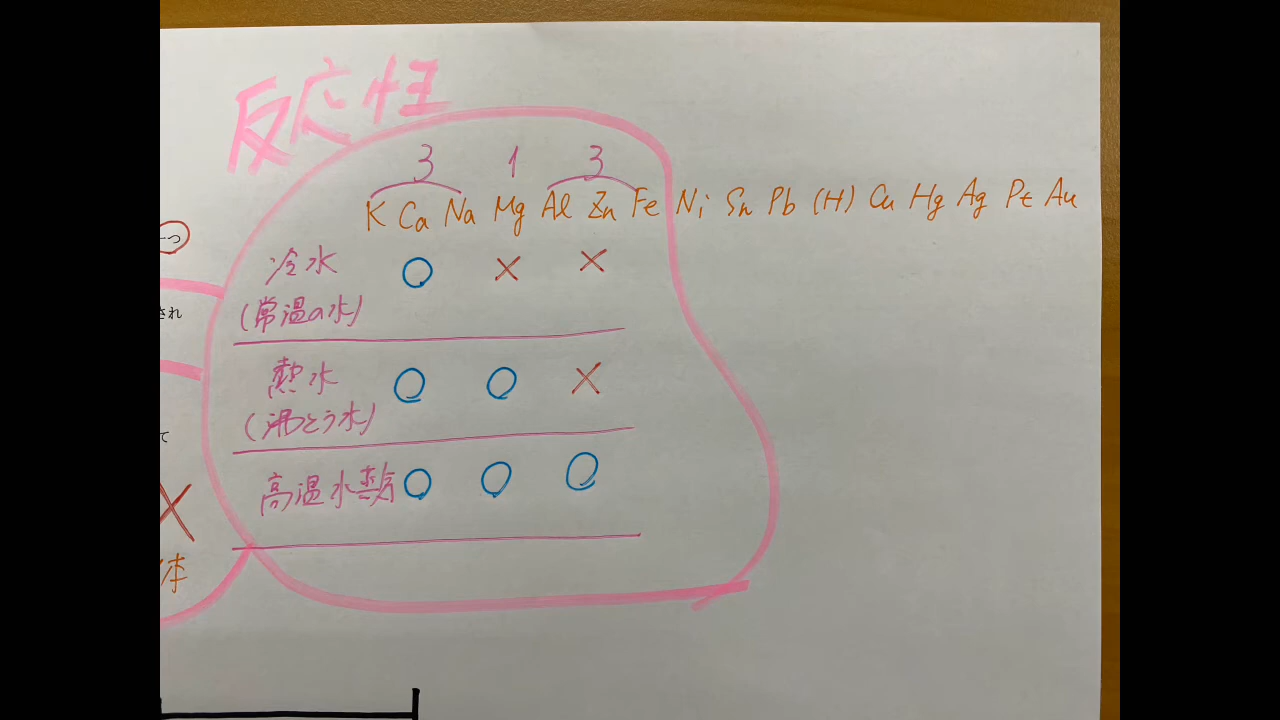 反応性
3 1 3
K Ca Na Mg Al Zn Fe Ni Sn Pb (H) Cu Hg Ag Pt Au
一つ
冷水 ○ × ×
(常温の水)
され
熱水 ○ ○ ×
(沸とう水)
て
高温水蒸気 ○ ○ ○
×
体